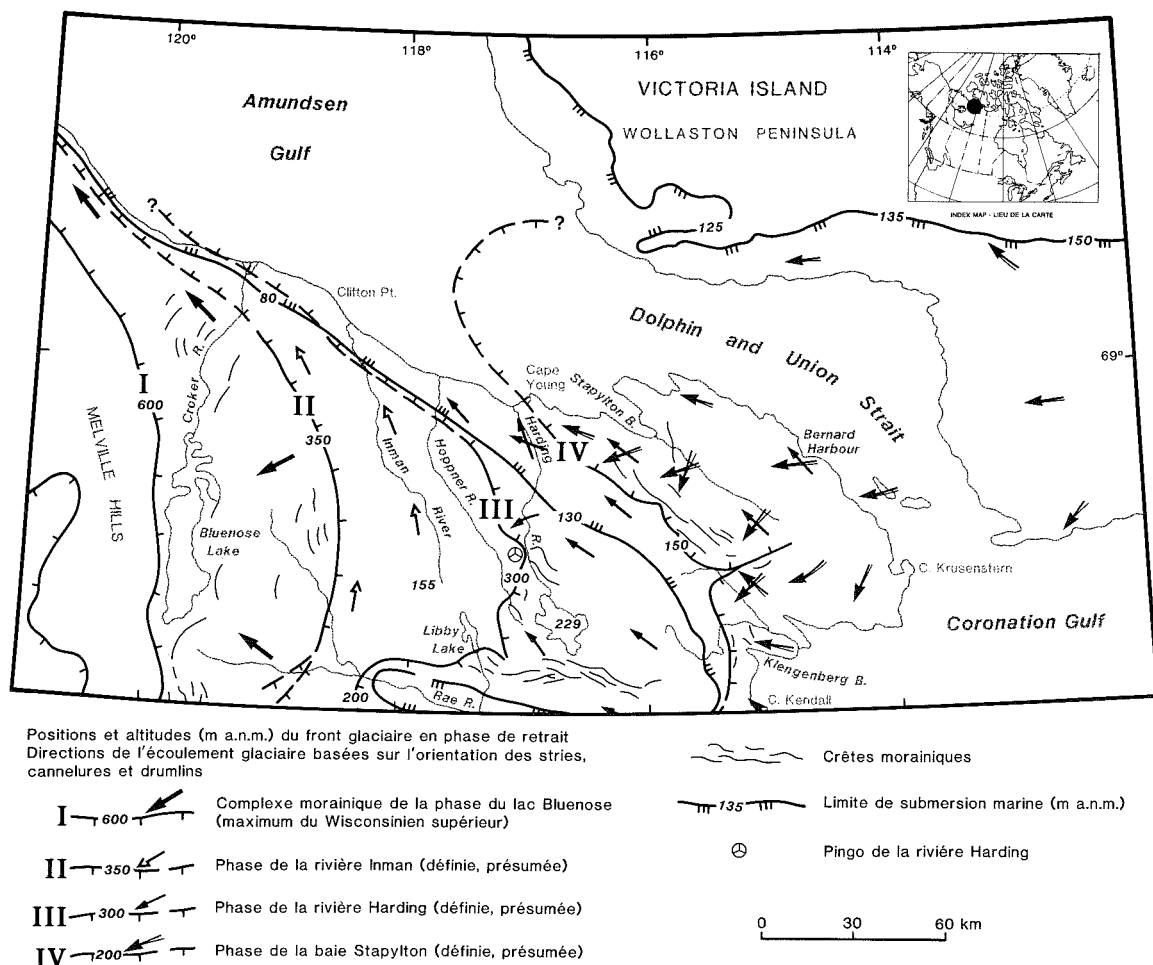 120°
118°
116°
114°
Amundsen
Gulf
VICTORIA ISLAND
WOLLASTON PENINSULA
INDEX MAP - LIEU DE LA CARTE
?
?
125
135
150
80
Clifton Pt.
Dolphin and Union
Strait
69°
I
600
Croker R.
II
350
MELVILLE HILLS
Bluenose
Lake
Inman
River
Hoppner R.
Cape
Young
Stapylton B.
Harding
R.
IV
III
Bernard
Harbour
130
150
155
300
229
Libby
Lake
C. Krusenstern
Coronation Gulf
Klengenberg B.
C. Kendall
200
Rae R.
Positions et altitudes (m a.n.m.) du front glaciaire en phase de retrait
Directions de l'écoulement glaciaire basées sur l'orientation des stries,
cannelures et drumlins
I 600 Complexe morainique de la phase du lac Bluenose
(maximum du Wisconsinien supérieur)
II 350 Phase de la rivière Inman (définie, présumée)
III 300 Phase de la rivière Harding (définie, présumée)
IV 200 Phase de la baie Stapylton (définie, présumée)
Crêtes morainiques
135 Limite de submersion marine (m a.n.m.)
Pingo de la riviére Harding
0 30 60 km